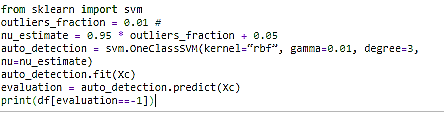 from sklearn import svm
outliers_fraction = 0.01 #
nu_estimate = 0.95 * outliers_fraction + 0.05
auto_detection = svm.OneClassSVM(kernel=“rbf”, gamma=0.01, degree=3,
nu=nu_estimate)
auto_detection.fit(Xc)
evaluation = auto_detection.predict(Xc)
print(df[evaluation==-1])